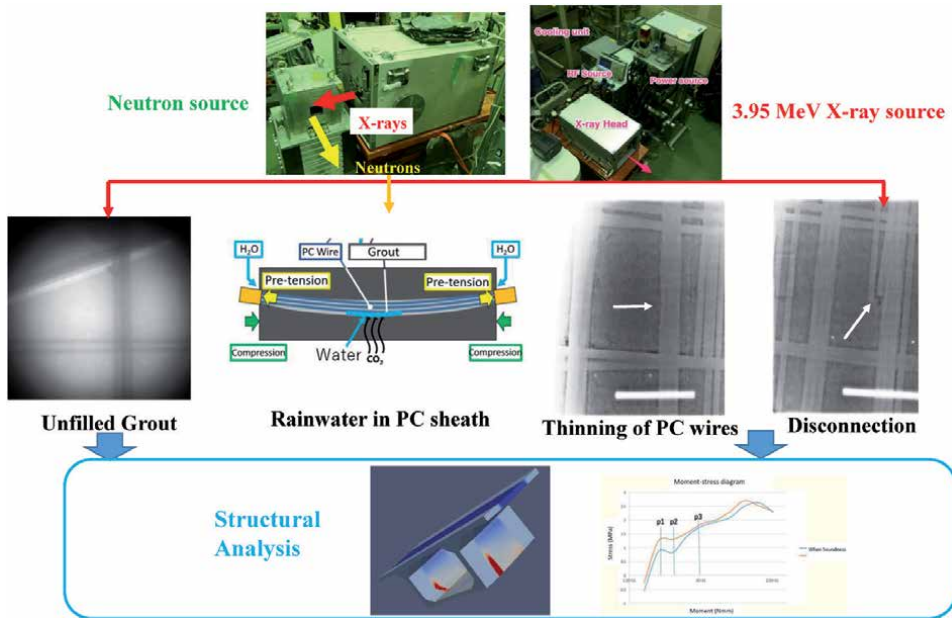 Neutron source
X-rays
Neutrons
Cooling unit
RF Source
Power source
X-ray Head
3.95 MeV X-ray source
H₂O
PC Wire
Grout
H₂O
Pre-tension
Pre-tension
Compression
Water
CO₂
Compression
Unfilled Grout
Rainwater in PC sheath
Thinning of PC wires
Disconnection
Structural
Analysis
Moment-stress diagram
p1
p2
p3
Stress (MPa)
Moment (Nmm)